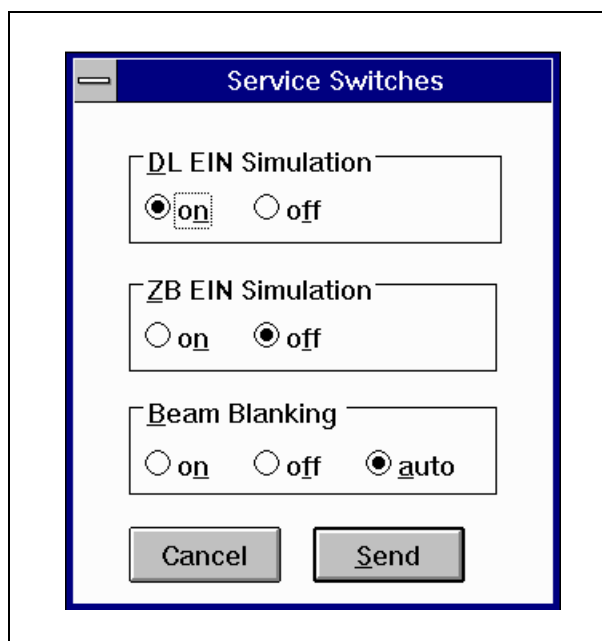 Service Switches
DL EIN Simulation
on off
ZB EIN Simulation
on off
Beam Blanking
on off auto
Cancel Send